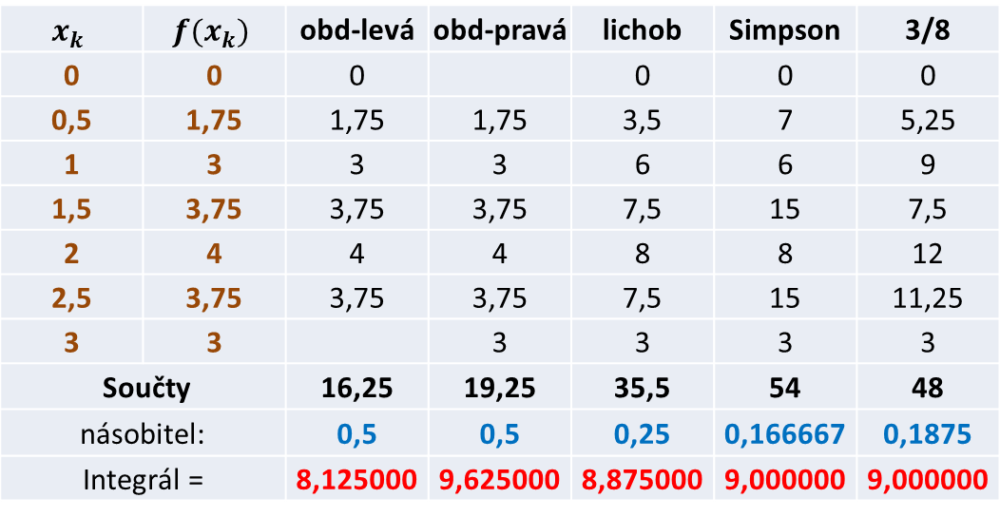 xₖ f(xₖ) obd-levá obd-pravá lichob Simpson 3/8
0 0 0 0 0 0
0,5 1,75 1,75 1,75 3,5 7 5,25
1 3 3 3 6 6 9
1,5 3,75 3,75 3,75 7,5 15 7,5
2 4 4 4 8 8 12
2,5 3,75 3,75 3,75 7,5 15 11,25
3 3 3 3 3 3
Součty 16,25 19,25 35,5 54 48
násobitel: 0,5 0,5 0,25 0,166667 0,1875
Integrál = 8,125000 9,625000 8,875000 9,000000 9,000000